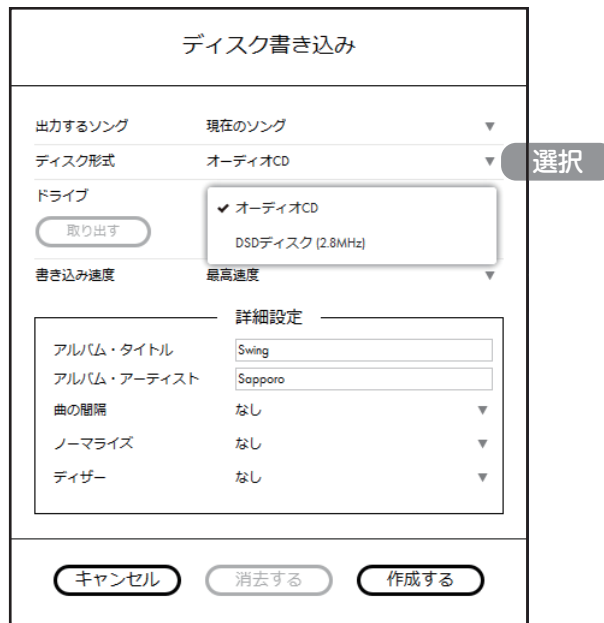 ディスク書き込み
出力するソング 現在のソング ▼
ディスク形式 オーディオCD ▼ 選択
ドライブ
✔ オーディオCD
取り出す
DSDディスク (2.8MHz)
書き込み速度 最高速度 ▼
詳細設定
アルバム・タイトル Swing
アルバム・アーティスト Sapporo
曲の間隔 なし ▼
ノーマライズ なし ▼
ディザー なし ▼
キャンセル 消去する 作成する